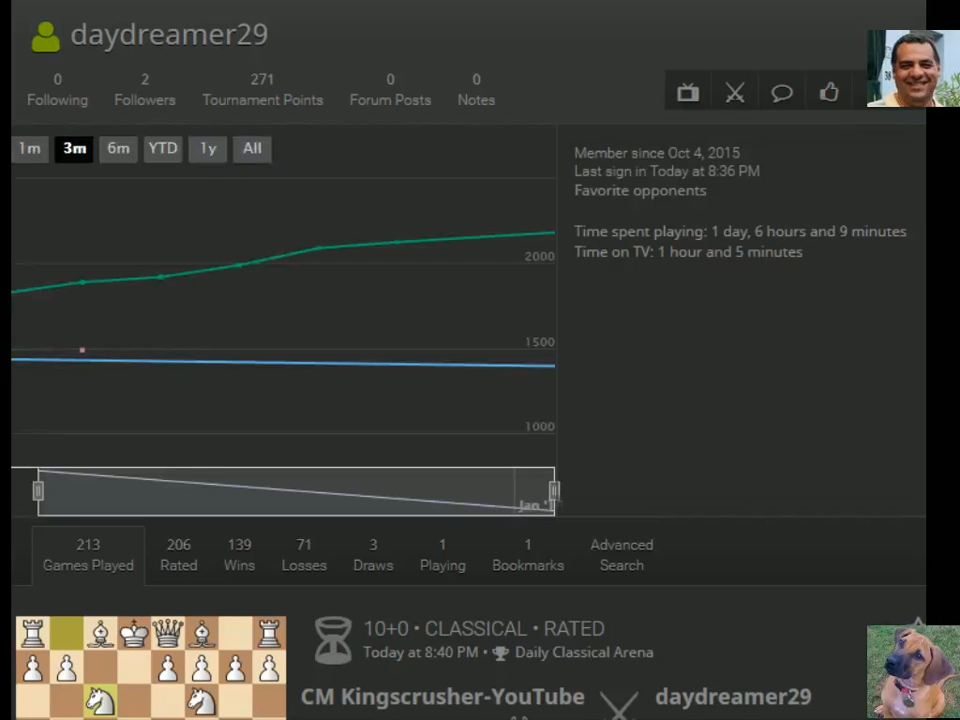 daydreamer29
0 2 271 0 0
Following Followers Tournament Points Forum Posts Notes
1m 3m 6m YTD 1y All
Member since Oct 4, 2015
Last sign in Today at 8:36 PM
Favorite opponents
Time spent playing: 1 day, 6 hours and 9 minutes
Time on TV: 1 hour and 5 minutes
2000
1500
1000
Jan
213 206 139 71 3 1 1 Advanced
Games Played Rated Wins Losses Draws Playing Bookmarks Search
10+0 • CLASSICAL • RATED
Today at 8:40 PM • Daily Classical Arena
CM Kingscrusher-YouTube daydreamer29